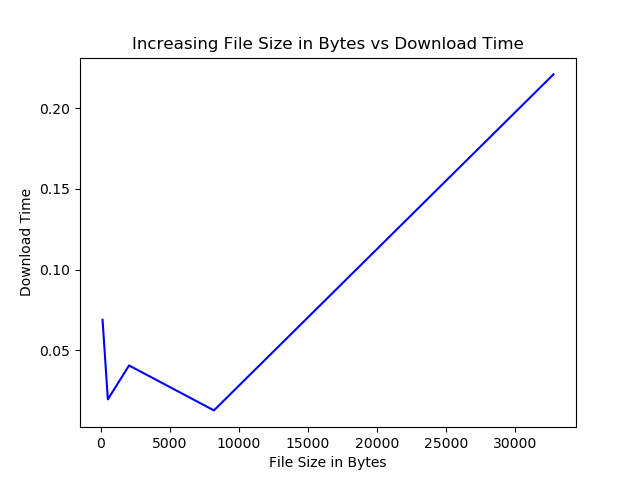 Increasing File Size in Bytes vs Download Time
0.20
0.15
0.10
0.05
Download Time
0 5000 10000 15000 20000 25000 30000
File Size in Bytes